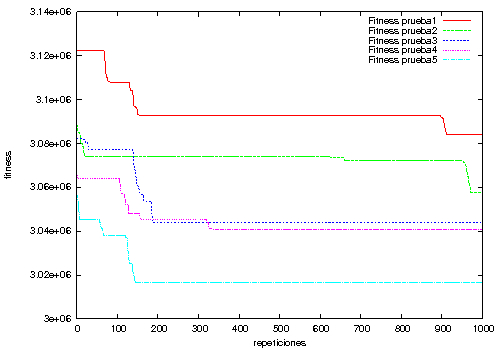 3.14e+06
3.12e+06
3.1e+06
3.08e+06
3.06e+06
3.04e+06
3.02e+06
3e+06
fitness
Fitness prueba1
Fitness prueba2
Fitness prueba3
Fitness prueba4
Fitness prueba5
0 100 200 300 400 500 600 700 800 900 1000
repeticiones